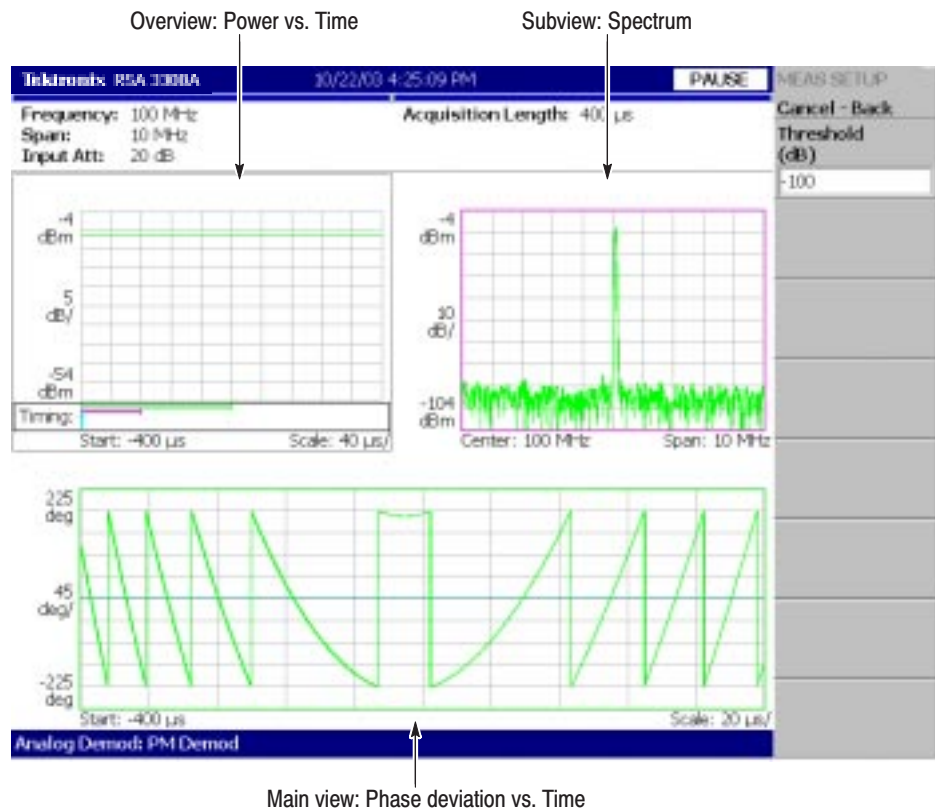 Overview: Power vs. Time
Subview: Spectrum
Tektronix RSA 3308A
10/22/03 4:25:09 PM
PAUSE
MEAS SETUP
Frequency: 100 MHz
Acquisition Length: 400 µs
Span: 10 MHz
Input Att: 20 dB
Cancel - Back
Threshold
(dB)
-100
-4
dBm
5
dB/
-54
dBm
Timing:
Start: -400 µs
Scale: 40 µs/
-4
dBm
10
dB/
-104
dBm
Center: 100 MHz
Span: 10 MHz
225
deg
45
deg/
-225
deg
Start: -400 µs
Scale: 20 µs/
Analog Demod: PM Demod
Main view: Phase deviation vs. Time